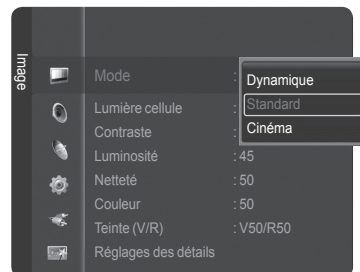 Image
Mode :
Dynamique
Standard
Cinéma
Lumière cellule :
Contraste :
Luminosité : 45
Netteté : 50
Couleur : 50
Teinte (V/R) : V50/R50
Réglages des détails